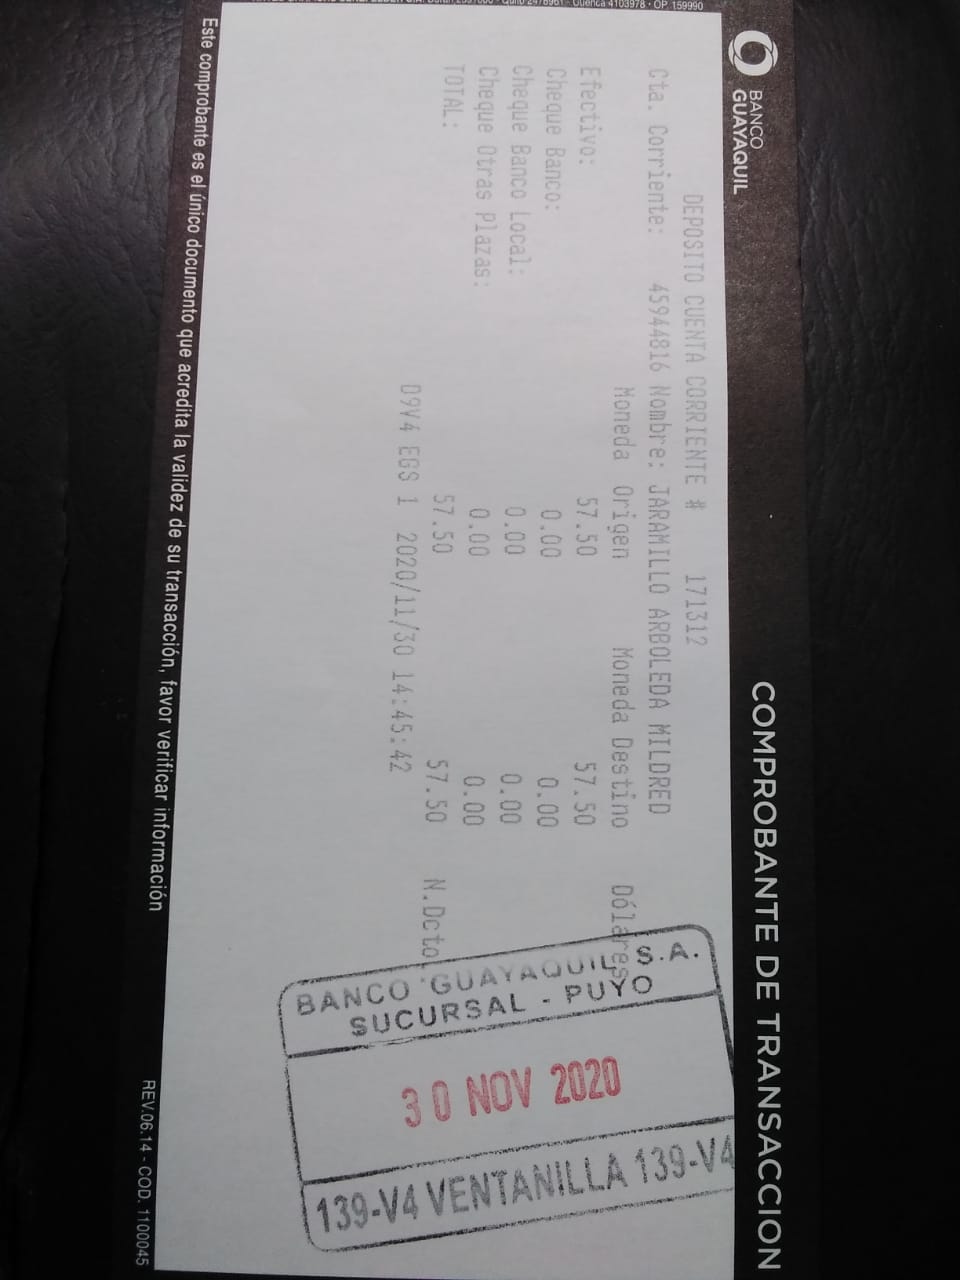 Quito 2476961 - Cuenca 4103978 - OP. 159990
BANCO
GUAYAQUIL
COMPROBANTE DE TRANSACCION
DEPOSITO CUENTA CORRIENTE # 171312
Cta. Corriente: 45944816 Nombre: JARAMILLO ARBOLEDA MILDRED
Moneda Origen Moneda Destino Dólares
Efectivo: 57.50 57.50
Cheque Banco: 0.00 0.00
Cheque Banco Local: 0.00 0.00
Cheque Otras Plazas: 0.00 0.00
TOTAL: 57.50 57.50 N.Dcto
D9V4 EGS 1 2020/11/30 14:45:42
BANCO GUAYAQUIL S.A.
SUCURSAL - PUYO
30 NOV 2020
139-V4 VENTANILLA 139-V4
Este comprobante es el único documento que acredita la validez de su transacción, favor verificar información
REV.06.14 - COD. 1100045